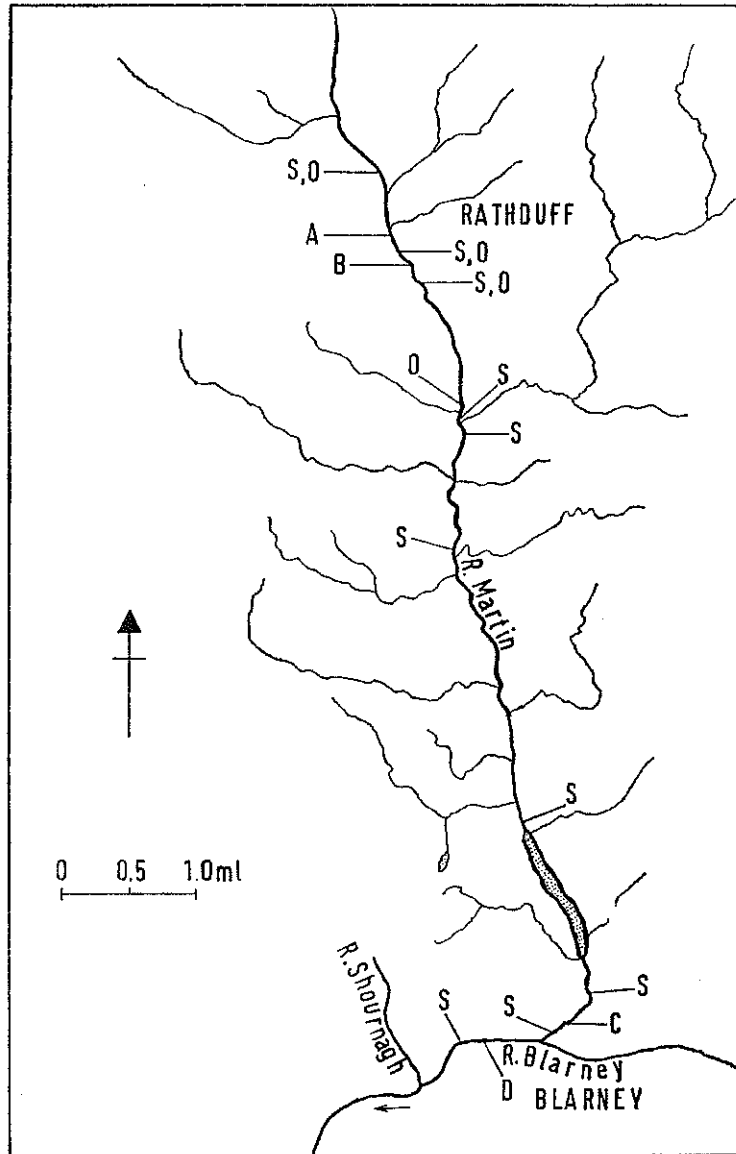 S,O
RATHDUFF
A
S,O
B
S,O
O
S
S
S
R. Martin
S
0 0.5 1.0ml
R. Shournagh
S
S
S
C
R. Blarney
D
BLARNEY